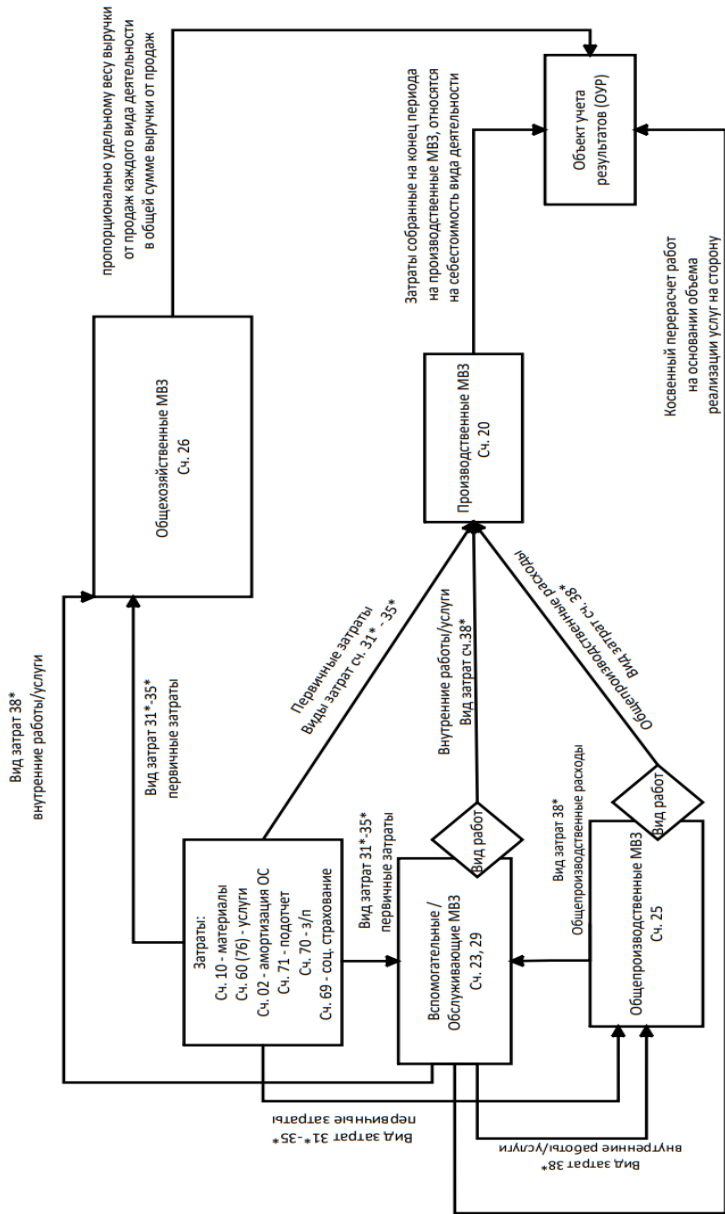 Вид затрат 38*
внутренние работы/услуги
Вид затрат 31*-35*
первичные затраты
Общехозяйственные МВЗ
Сч. 26
пропорционально удельному весу выручки
от продаж каждого вида деятельности
в общей сумме выручки от продаж
Затраты:
Сч. 10 - материалы
Сч. 60 (76) - услуги
Сч. 02 - амортизация ОС
Сч. 71 - подотчет
Сч. 70 - з/п
Сч. 69 - соц. страхование
Первичные затраты
Виды затрат сч. 31* - 35*
Вид затрат 31*-35*
первичные затраты
Вид затрат 31*-35*
первичные затраты
Вспомогательные /
Обслуживающие МВЗ
Сч. 23, 29
Вид работ
Внутренние работы/услуги
Вид затрат сч.38*
Производственные МВЗ
Сч. 20
Затраты собранные на конец периода
на производственные МВЗ, относятся
на себестоимость вида деятельности
Объект учета
результатов (ОУР)
Вид затрат 38*
Общепроизводственные расходы
Общепроизводственные расходы
Вид затрат сч. 38*
Вид затрат 38*
внутренние работы/услуги
Общепроизводственные МВЗ
Сч. 25
Вид работ
Косвенный перерасчет работ
на основании объема
реализации услуг на сторону